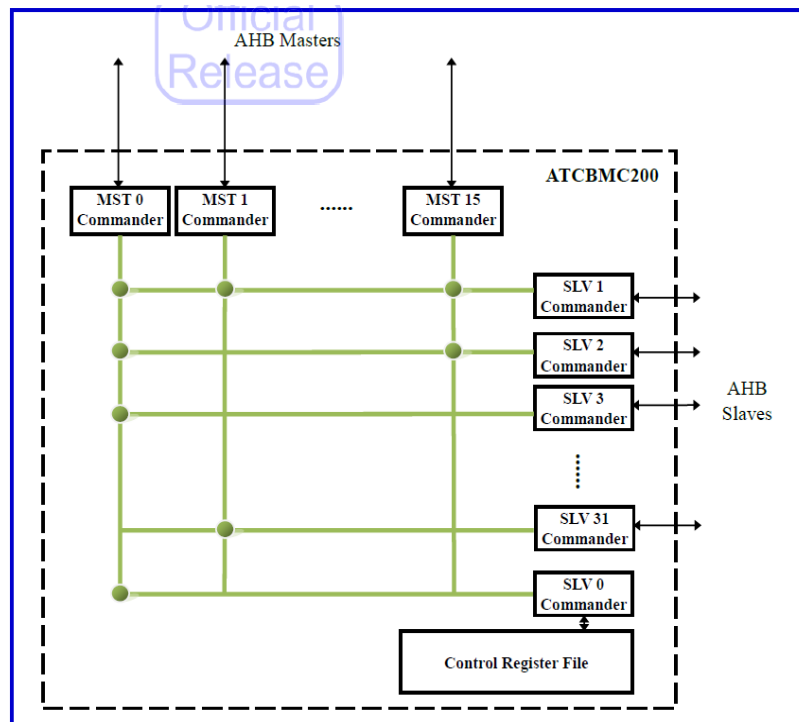 Official
Release
AHB Masters
ATCBMC200
MST 0
Commander
MST 1
Commander
......
MST 15
Commander
SLV 1
Commander
SLV 2
Commander
SLV 3
Commander
AHB
Slaves
......
SLV 31
Commander
SLV 0
Commander
Control Register File